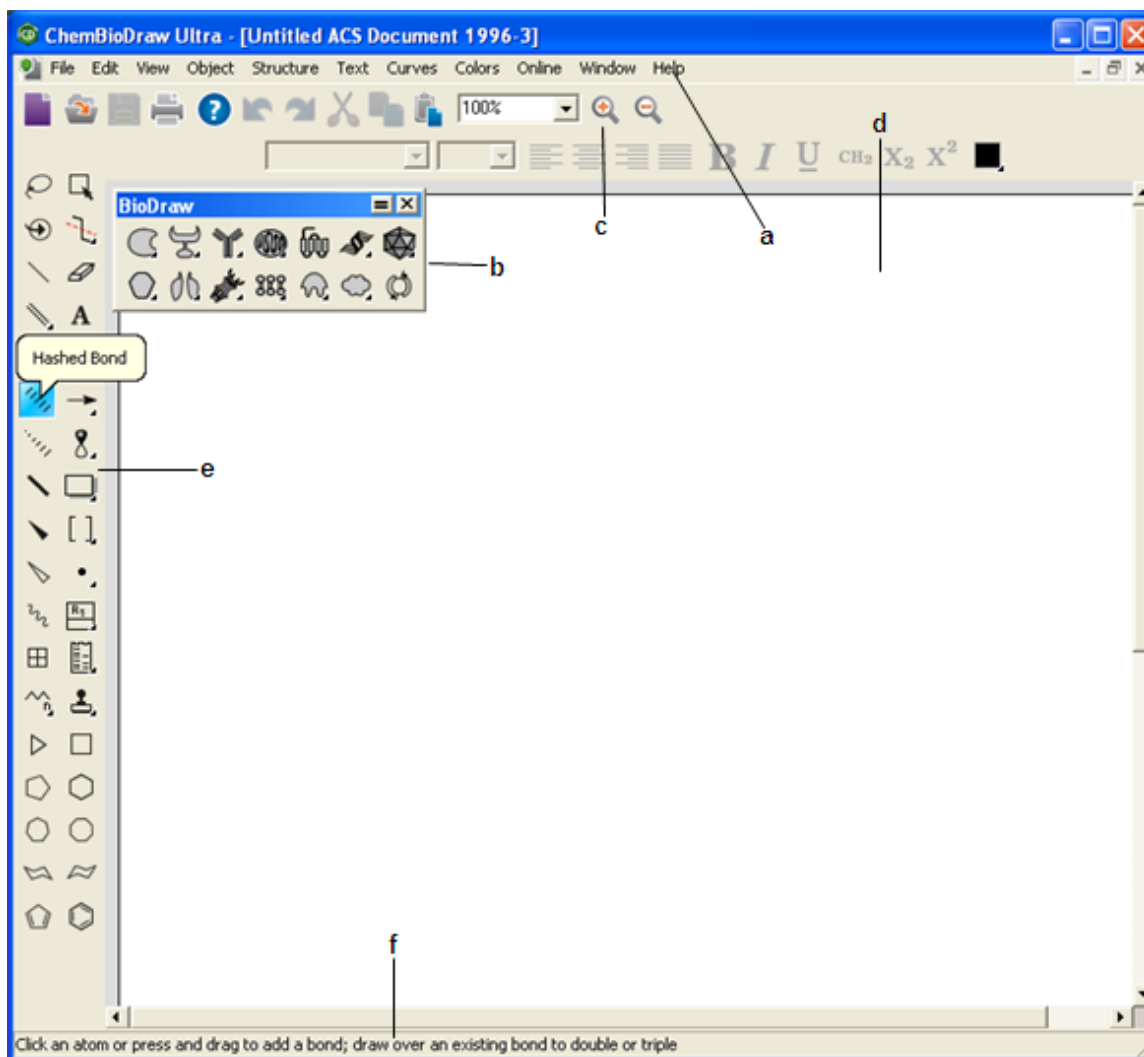 ChemBioDraw Ultra - [Untitled ACS Document 1996-3]
File Edit View Object Structure Text Curves Colors Online Window Help
100%
B I U CH₂ X₂ X²
d
c
a
BioDraw
b
A
Hashed Bond
e
[ ]
R₁
n
f
Click an atom or press and drag to add a bond; draw over an existing bond to double or triple